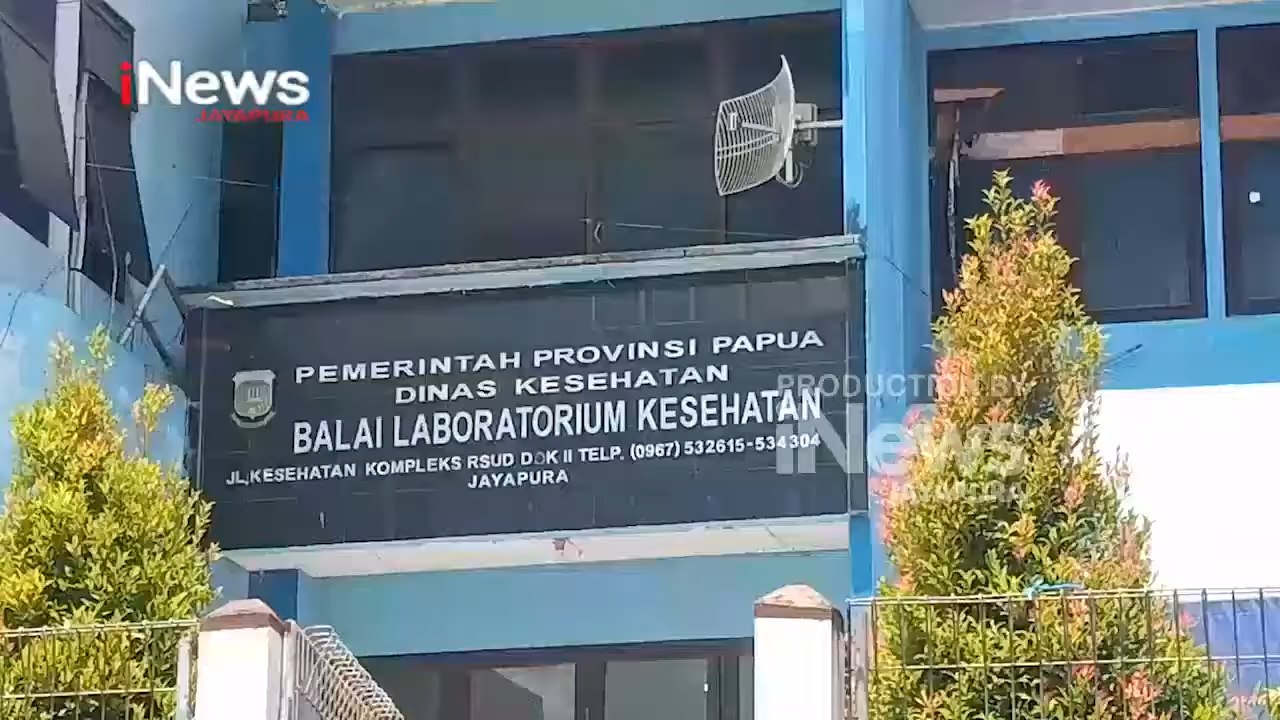 iNews
JAYAPURA
PEMERINTAH PROVINSI PAPUA
DINAS KESEHATAN
BALAI LABORATORIUM KESEHATAN
JL,KESEHATAN KOMPLEKS RSUD DOK II TELP. (0967) 532615-534304
JAYAPURA
PRODUCTION BY
iNews
JAYAPURA